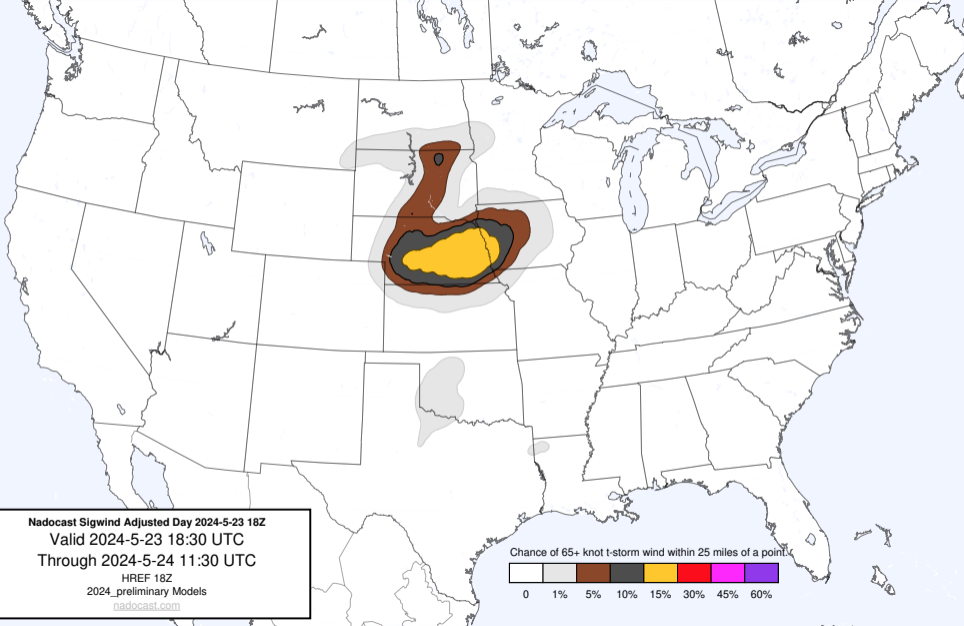 Nadocast Sigwind Adjusted Day 2024-5-23 18Z
Valid 2024-5-23 18:30 UTC
Through 2024-5-24 11:30 UTC
HREF 18Z
2024_preliminary Models
nadocast.com
Chance of 65+ knot t-storm wind within 25 miles of a point.
0 1% 5% 10% 15% 30% 45% 60%